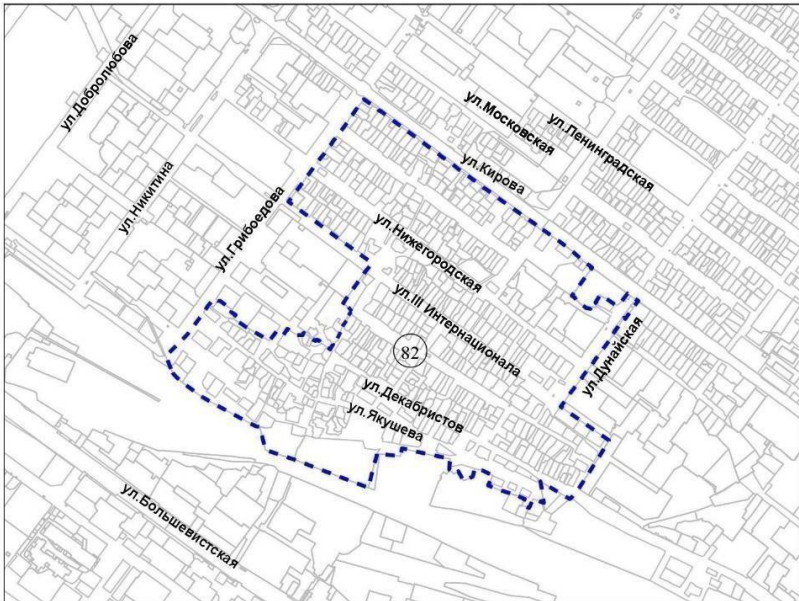 ул.Добролюбова
ул.Московская
ул.Ленинградская
ул.Кирова
ул.Никитина
ул.Грибоедова
ул.Нижегородская
ул.III Интернационала
ул.Дунайская
82
ул.Декабристов
ул.Якушева
ул.Большевистская